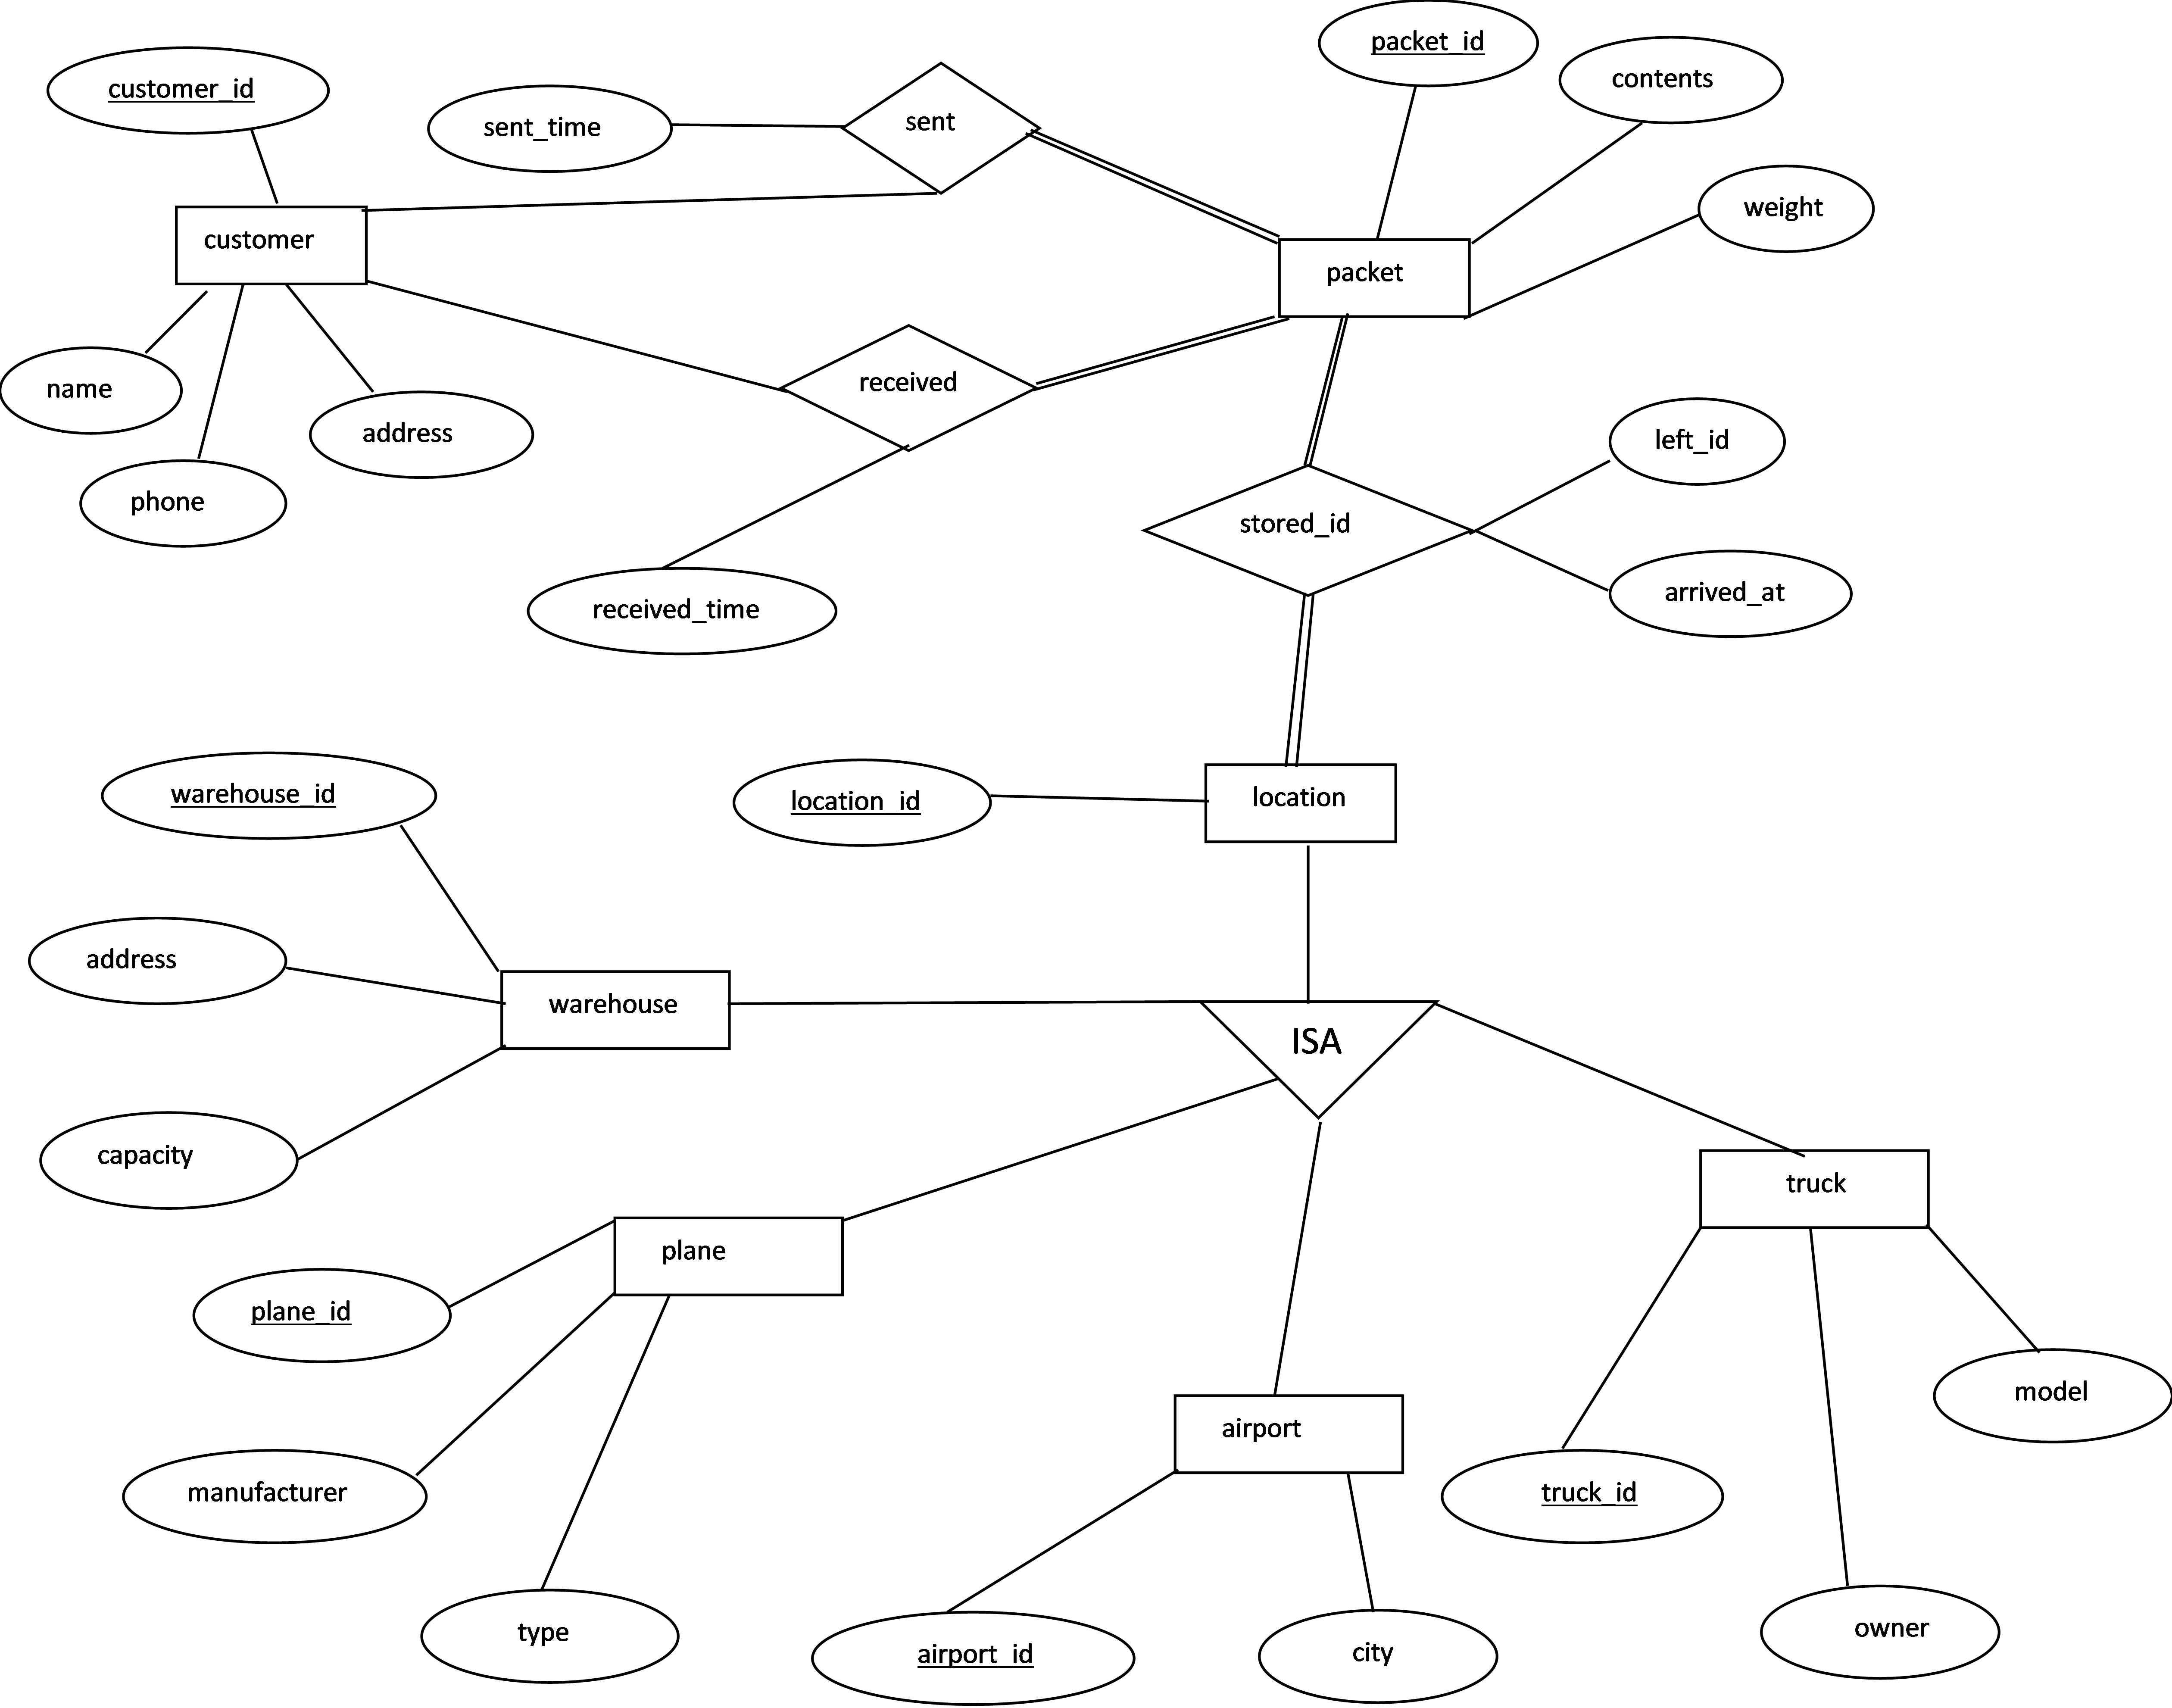 packet_id
customer_id
contents
sent_time
sent
weight
customer
packet
name
received
address
left_id
phone
stored_id
arrived_at
received_time
warehouse_id
location_id
location
address
warehouse
ISA
capacity
truck
plane
plane_id
model
airport
manufacturer
truck_id
type
owner
airport_id
city